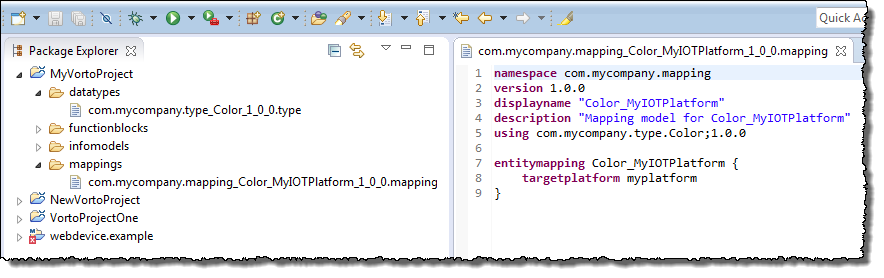 Quick Ac
Package Explorer
MyVortoProject
datatypes
com.mycompany.type_Color_1_0_0.type
functionblocks
infomodels
mappings
com.mycompany.mapping_Color_MyIOTPlatform_1_0_0.mapping
NewVortoProject
VortoProjectOne
webdevice.example
com.mycompany.mapping_Color_MyIOTPlatform_1_0_0.mapping
1 namespace com.mycompany.mapping
2 version 1.0.0
3 displayname "Color_MyIOTPlatform"
4 description "Mapping model for Color_MyIOTPlatform"
5 using com.mycompany.type.Color;1.0.0
6
7 entitymapping Color_MyIOTPlatform {
8 targetplatform myplatform
9 }